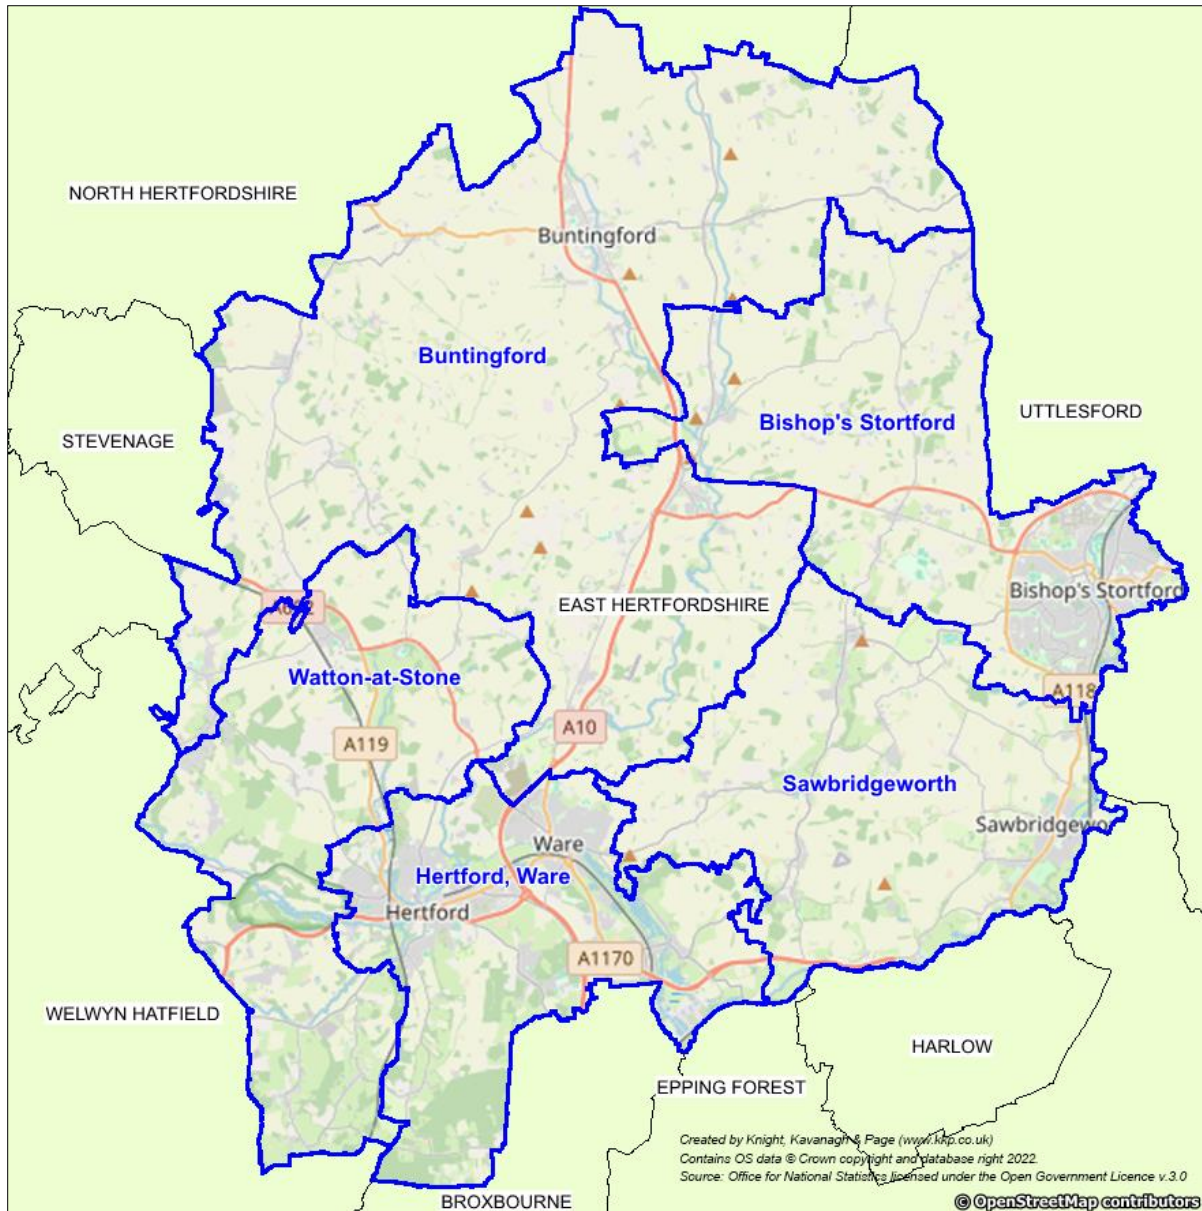 NORTH HERTFORDSHIRE
Buntingford
Buntingford
STEVENAGE
Bishop's Stortford
UTTLESFORD
Bishop's Stortford
EAST HERTFORDSHIRE
Watton-at-Stone
A118
A10
A119
Sawbridgeworth
Sawbridgewor
Ware
Hertford, Ware
Hertford
A1170
WELWYN HATFIELD
HARLOW
EPPING FOREST
Created by Knight, Kavanagh & Page (www.kkp.co.uk)
Contains OS data © Crown copyright and database right 2022.
Source: Office for National Statistics licensed under the Open Government Licence v.3.0
BROXBOURNE
© OpenStreetMap contributors